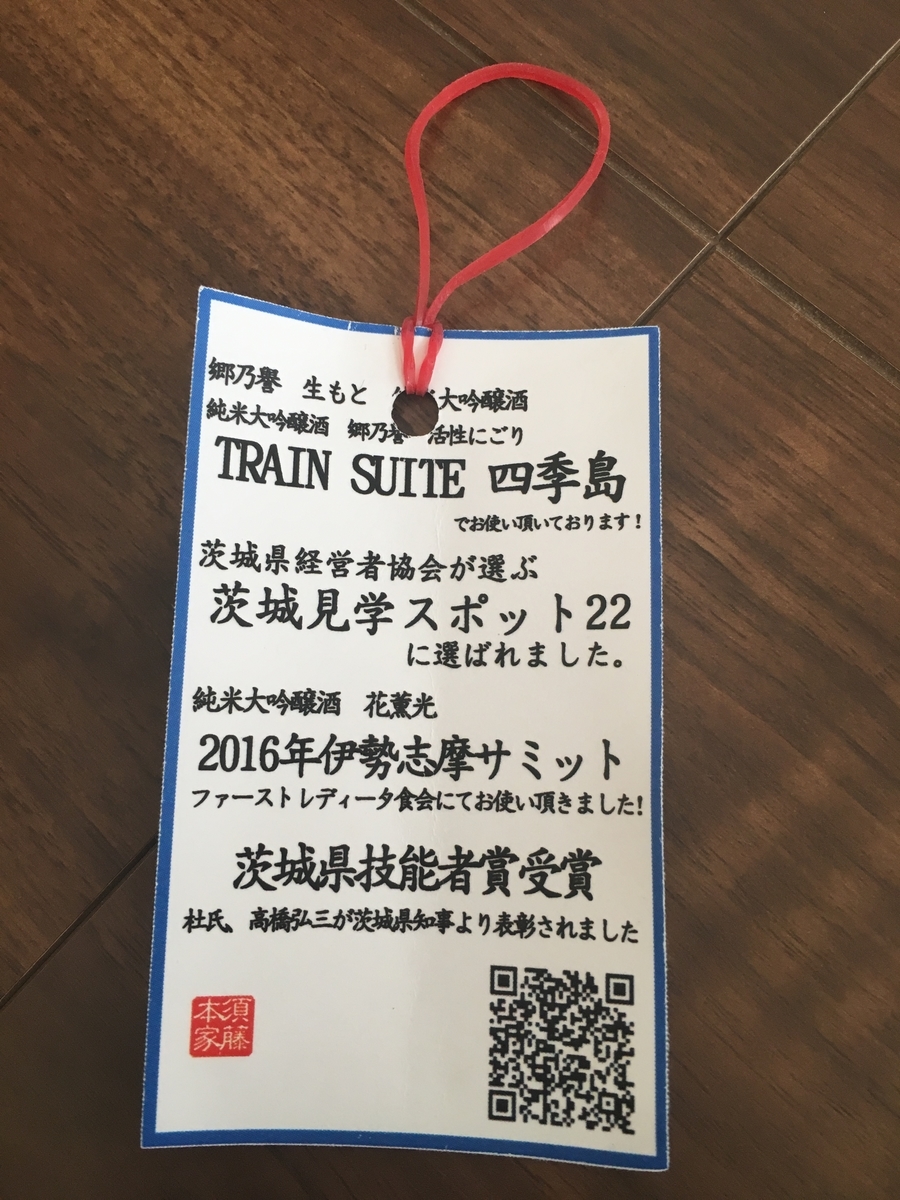 郷乃譽 生もと 大吟醸酒
純米大吟醸酒 郷乃譽 活性にごり
TRAIN SUITE 四季島
でお使い頂いております!
茨城県経営者協会が選ぶ
茨城見学スポット22
に選ばれました。
純米大吟醸酒 花薫光
2016年伊勢志摩サミット
ファーストレディータ食会にてお使い頂きました!
茨城県技能者賞受賞
杜氏、高橋弘三が茨城県知事より表彰されました
須藤
本家